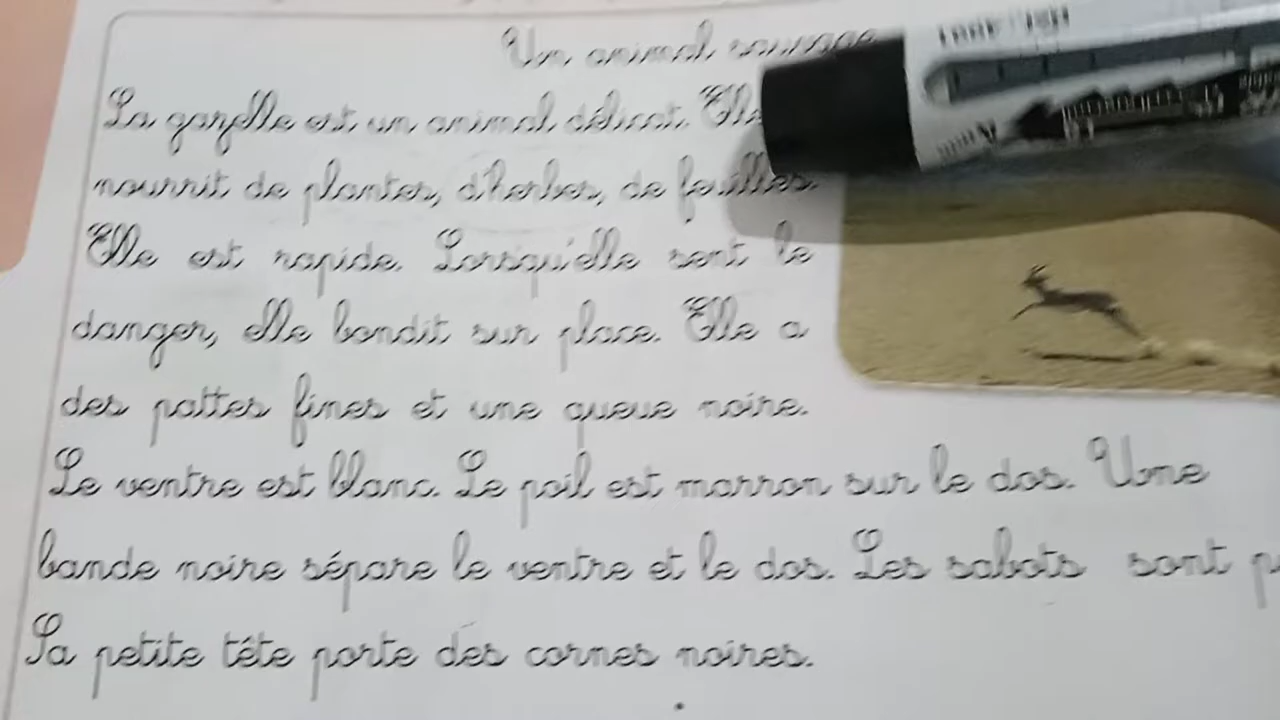 Un animal sauvage
La gazelle est un animal délicat. Elle
nourrit de plantes, d'herbes, de feuilles.
Elle est rapide. Lorsqu'elle sent le
danger, elle bondit sur place. Elle a
des pattes fines et une queue noire.
Le ventre est blanc. Le poil est marron sur le dos. Une
bande noire sépare le ventre et le dos. Les sabots sont
Sa petite tête porte des cornes noires.